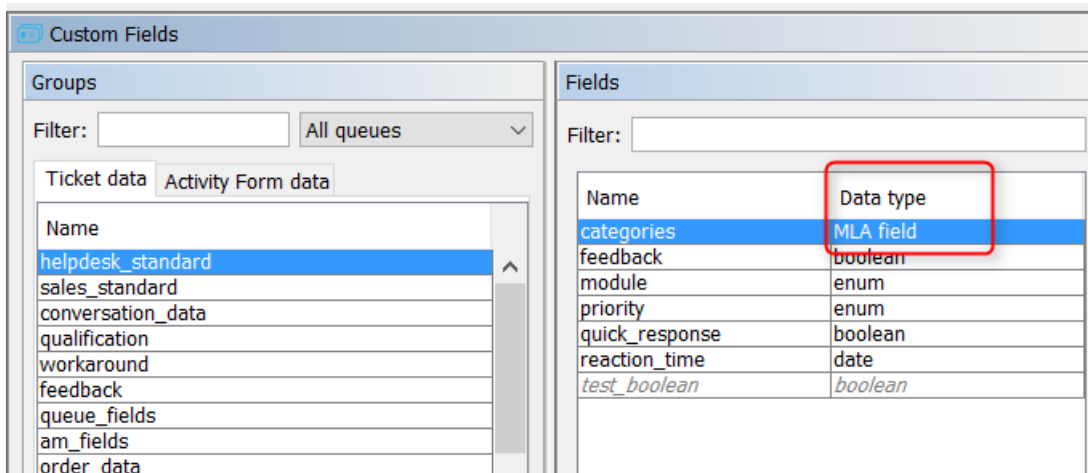 Custom Fields
Groups
Filter:
All queues
Ticket data
Activity Form data
Name
helpdesk_standard
sales_standard
conversation_data
qualification
workaround
feedback
queue_fields
am_fields
order_data
Fields
Filter:
Name Data type
categories MLA field
feedback boolean
module enum
priority enum
quick_response boolean
reaction_time date
test_boolean boolean